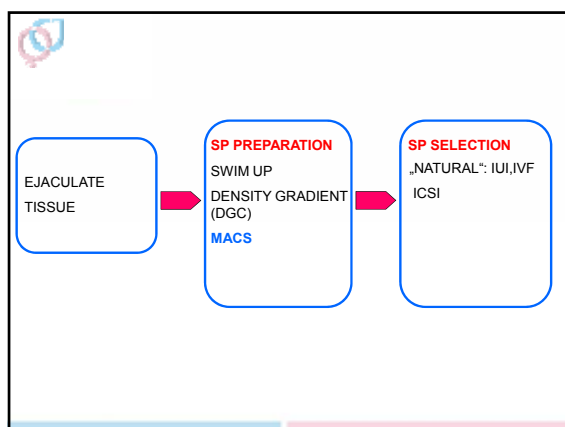 EJACULATE
TISSUE
SP PREPARATION
SWIM UP
DENSITY GRADIENT
(DGC)
MACS
SP SELECTION
„NATURAL“: IUI,IVF
ICSI